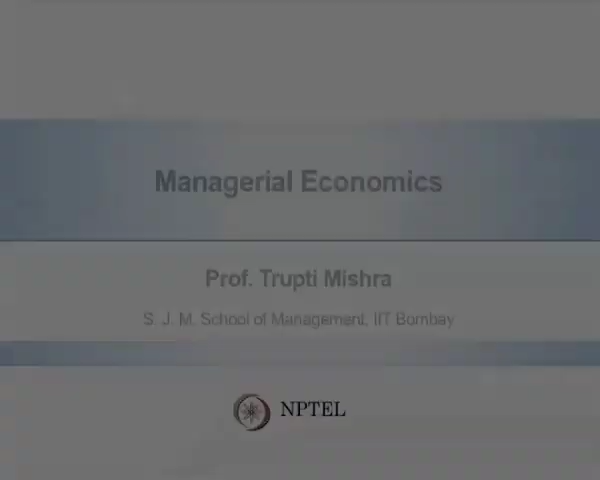 Managerial Economics
Prof. Trupti Mishra
S. J. M. School of Management, IIT Bombay
NPTEL